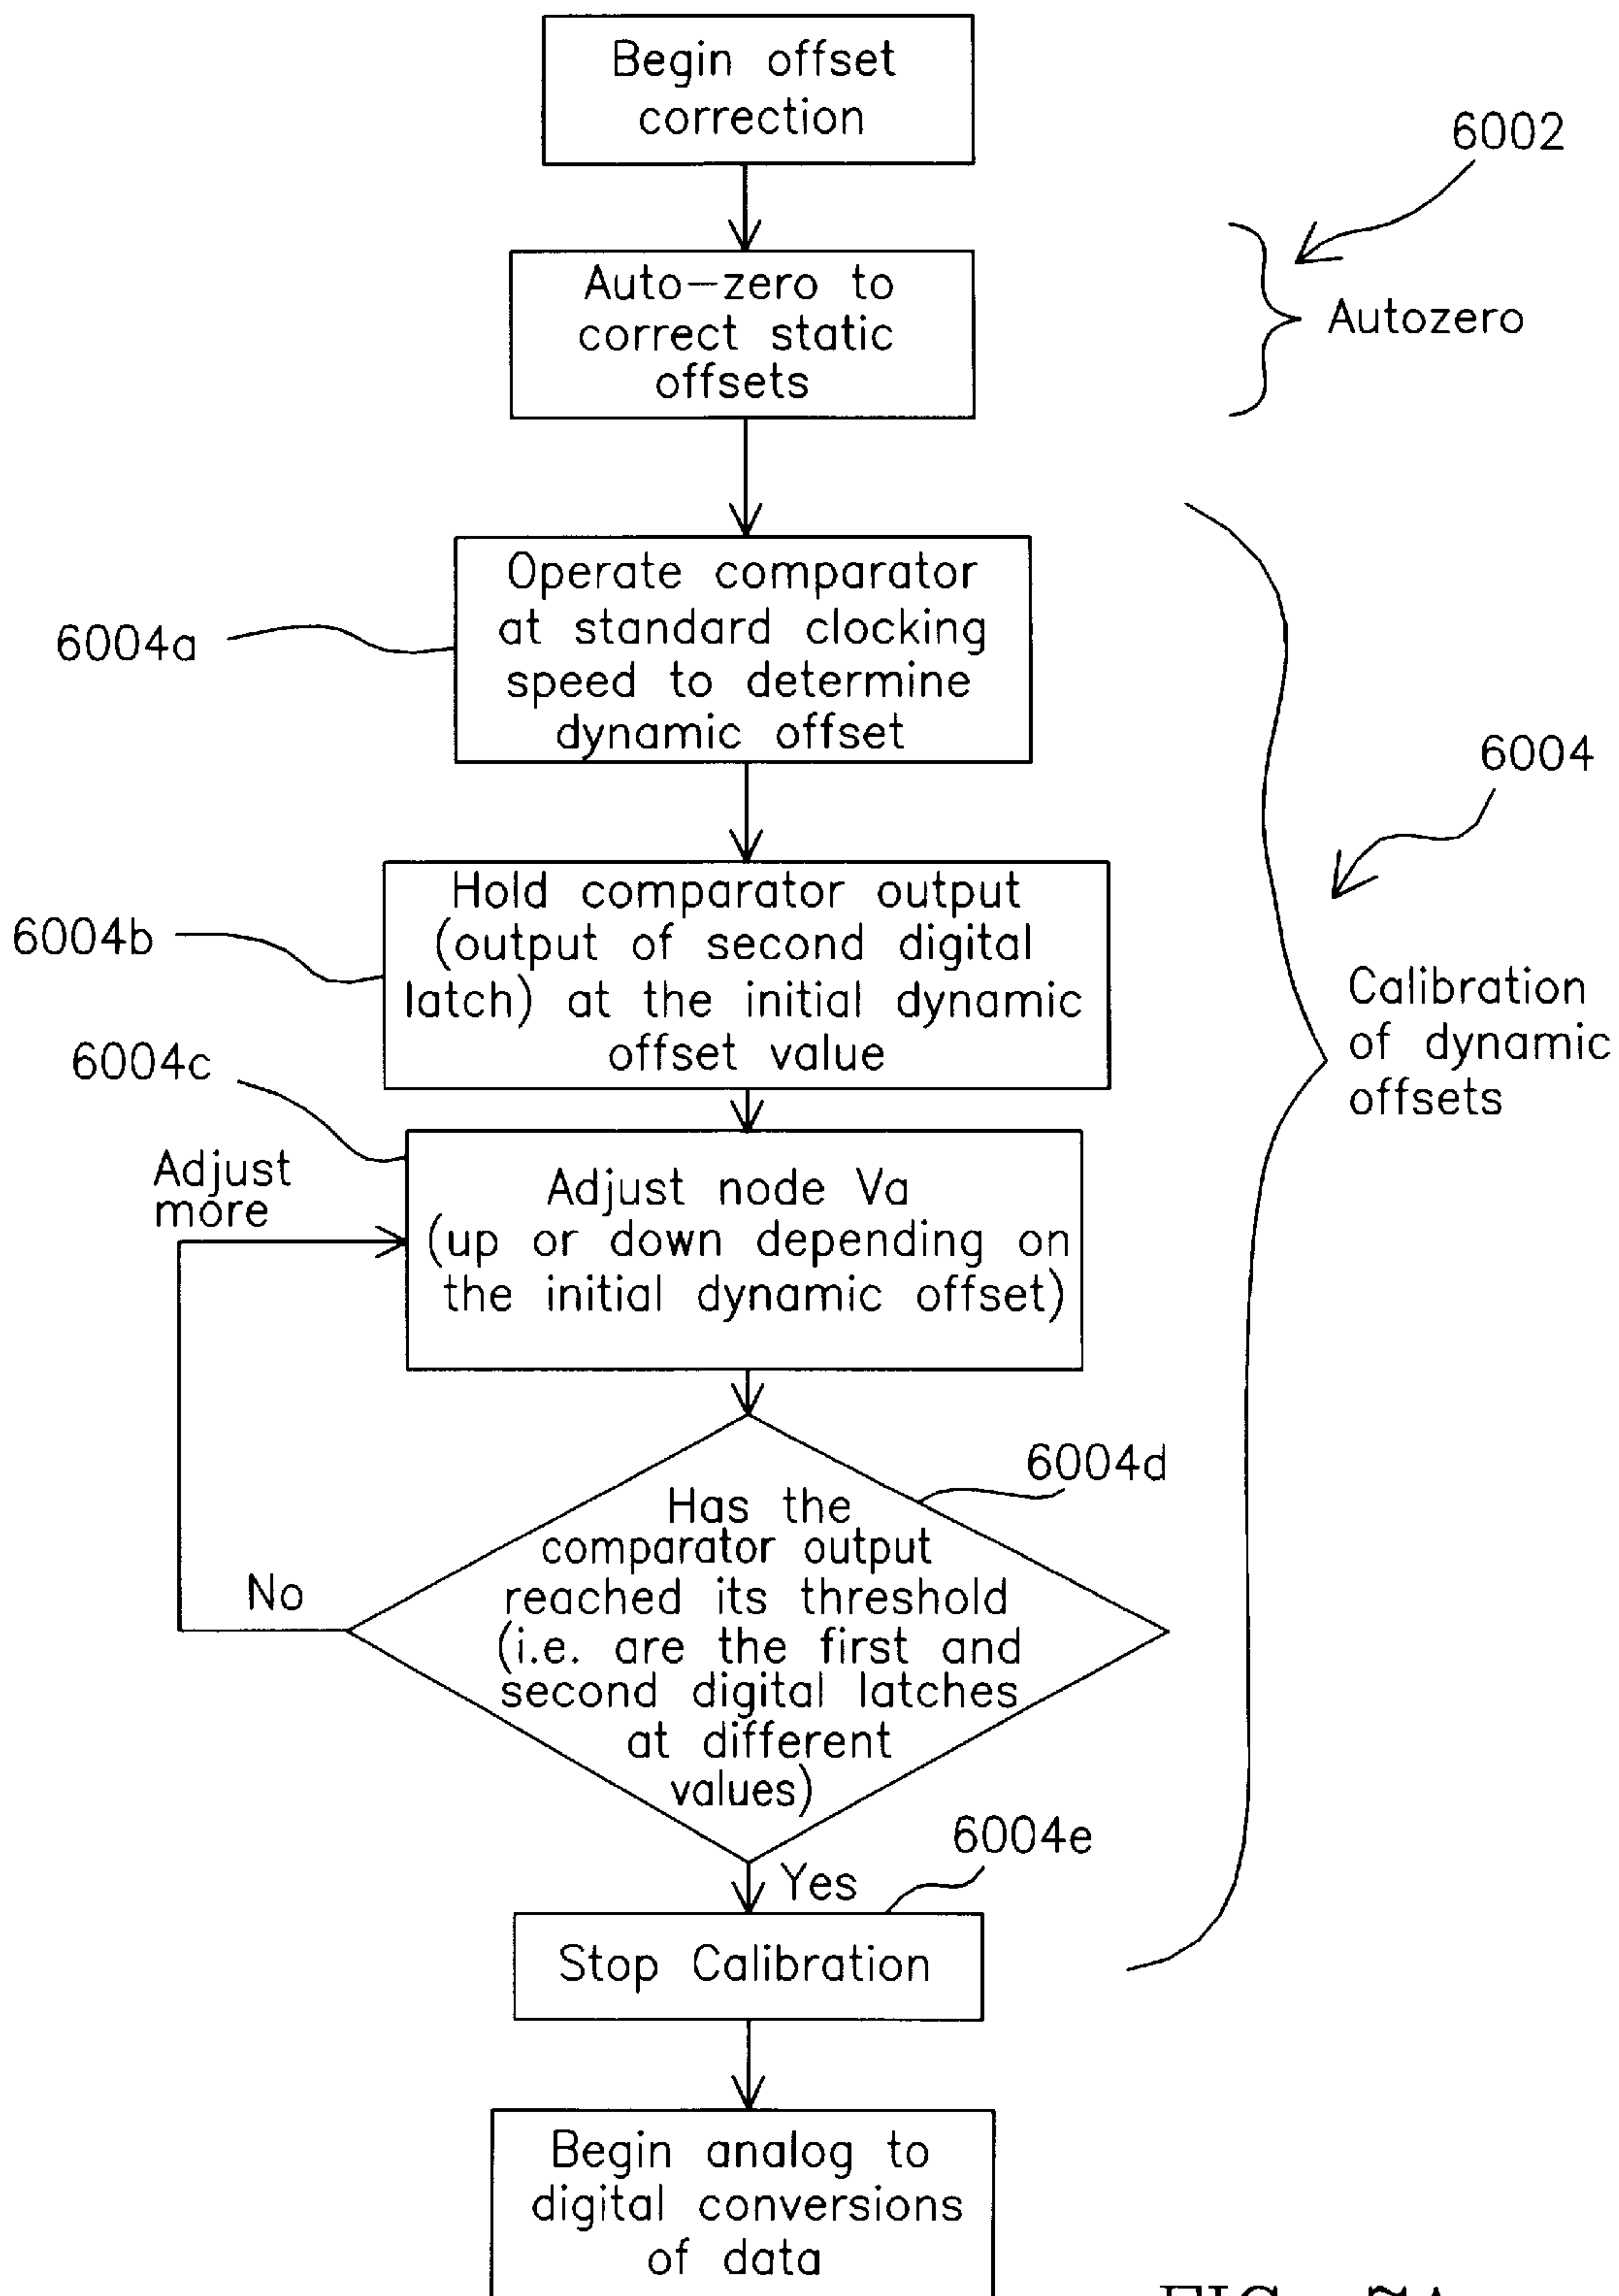 Begin offset
correction
6002
Auto-zero to
correct static
offsets
Autozero
Operate comparator
at standard clocking
speed to determine
dynamic offset
6004a
6004
Hold comparator output
(output of second digital
latch) at the initial dynamic
offset value
6004b
Calibration
of dynamic
offsets
6004c
Adjust
more
Adjust node Va
(up or down depending on
the initial dynamic offset)
6004d
Has the
comparator output
reached its threshold
(i.e. are the first and
second digital latches
at different
values)
No
Yes
6004e
Stop Calibration
Begin analog to
digital conversions
of data